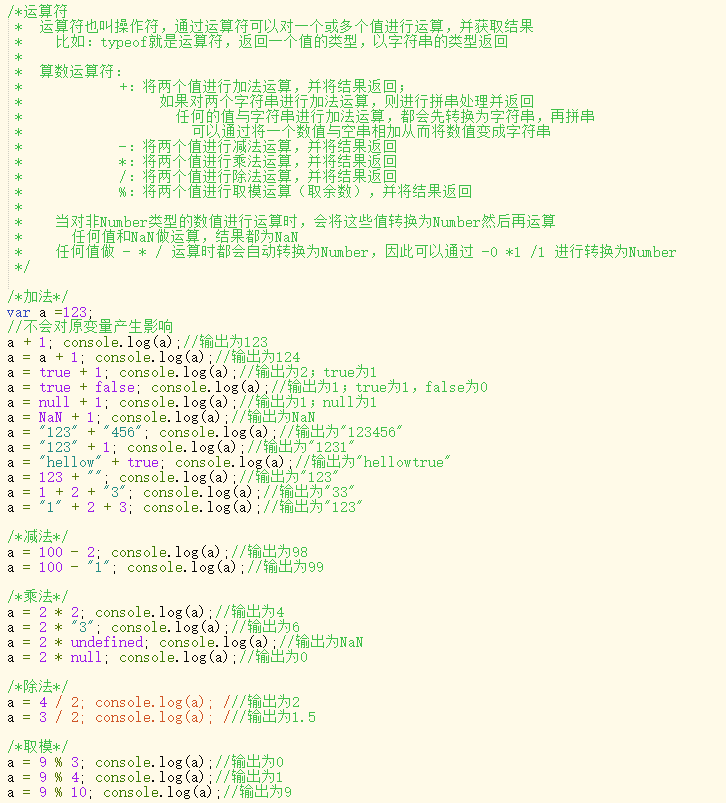 /*运算符
 *  运算符也叫操作符，通过运算符可以对一个或多个值进行运算，并获取结果
 *    比如：typeof就是运算符，返回一个值的类型，以字符串的类型返回
 *
 *  算数运算符：
 *            +：将两个值进行加法运算，并将结果返回；
 *                 如果对两个字符串进行加法运算，则进行拼串处理并返回
 *                   任何的值与字符串进行加法运算，都会先转换为字符串，再拼串
 *                     可以通过将一个数值与空串相加从而将数值变成字符串
 *            -：将两个值进行减法运算，并将结果返回
 *            *：将两个值进行乘法运算，并将结果返回
 *            /：将两个值进行除法运算，并将结果返回
 *            %：将两个值进行取模运算（取余数），并将结果返回
 *
 *    当对非Number类型的数值进行运算时，会将这些值转换为Number然后再运算
 *      任何值和NaN做运算，结果都为NaN
 *    任何值做 - * / 运算时都会自动转换为Number，因此可以通过 -0 *1 /1 进行转换为Number
 */

/*加法*/
var a =123;
//不会对原变量产生影响
a + 1; console.log(a);//输出为123
a = a + 1; console.log(a);//输出为124
a = true + 1; console.log(a);//输出为2；true为1
a = true + false; console.log(a);//输出为1；true为1，false为0
a = null + 1; console.log(a);//输出为1；null为1
a = NaN + 1; console.log(a);//输出为NaN
a = "123" + "456"; console.log(a);//输出为"123456"
a = "123" + 1; console.log(a);//输出为"1231"
a = "hellow" + true; console.log(a);//输出为"hellowtrue"
a = 123 + ""; console.log(a);//输出为"123"
a = 1 + 2 + "3"; console.log(a);//输出为"33"
a = "1" + 2 + 3; console.log(a);//输出为"123"

/*减法*/
a = 100 - 2; console.log(a);//输出为98
a = 100 - "1"; console.log(a);//输出为99

/*乘法*/
a = 2 * 2; console.log(a);//输出为4
a = 2 * "3"; console.log(a);//输出为6
a = 2 * undefined; console.log(a);//输出为NaN
a = 2 * null; console.log(a);//输出为0

/*除法*/
a = 4 / 2; console.log(a); ///输出为2
a = 3 / 2; console.log(a); ///输出为1.5

/*取模*/
a = 9 % 3; console.log(a);//输出为0
a = 9 % 4; console.log(a);//输出为1
a = 9 % 10; console.log(a);//输出为9